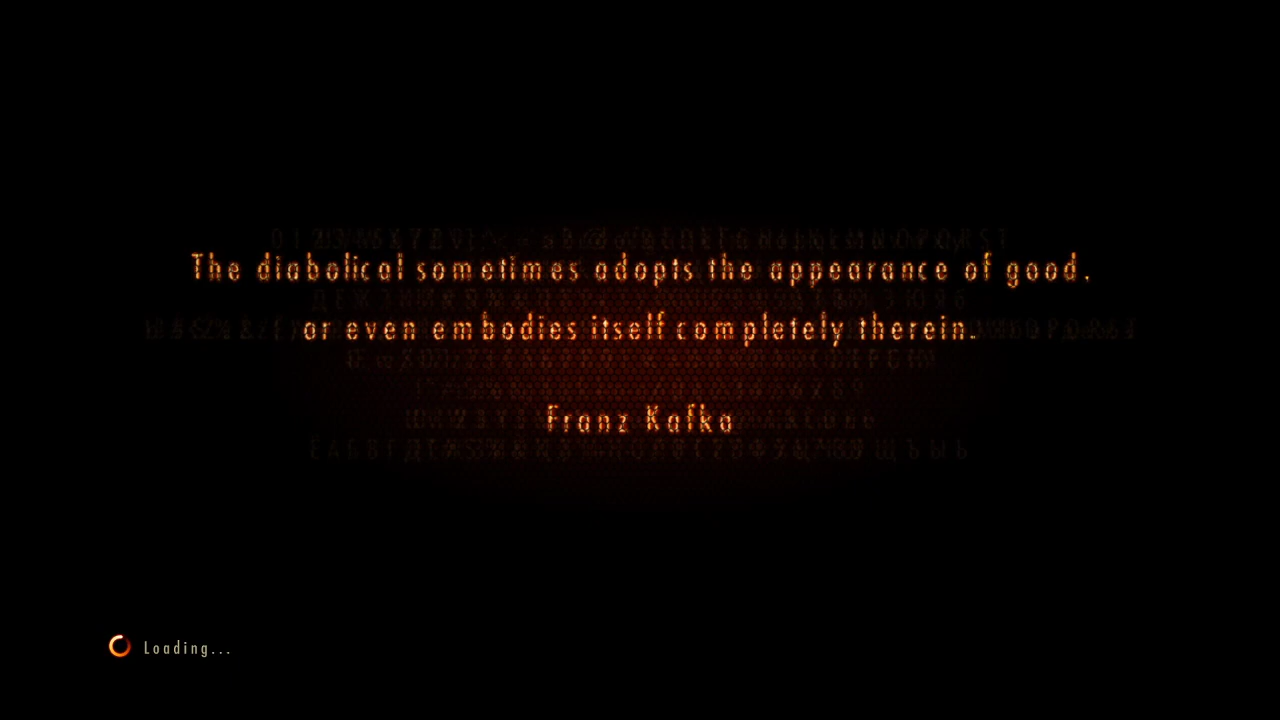 The diabolical sometimes adopts the appearance of good.
or even embodies itself completely therein.
Franz Kafka
Loading...